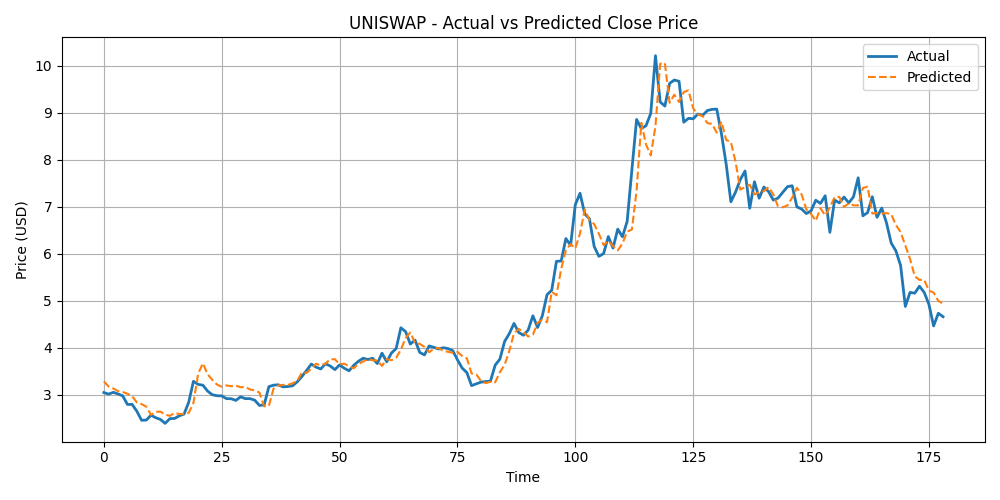 UNISWAP - Actual vs Predicted Close Price
Actual
Predicted
Price (USD)
10
9
8
7
6
5
4
3
0 25 50 75 100 125 150 175
Time